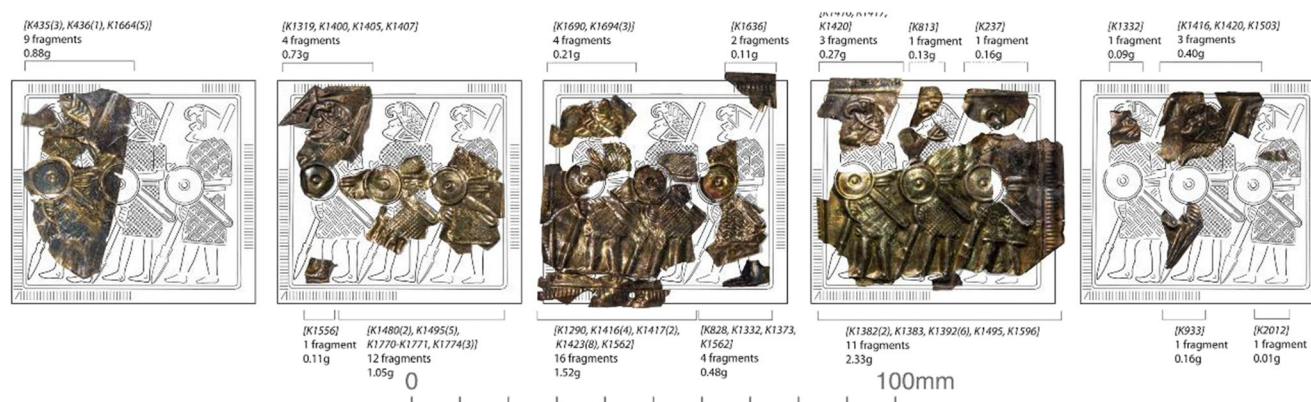 [K435(3), K436(1), K1664(5)]
9 fragments
0.88g
[K1319, K1400, K1405, K1407]
4 fragments
0.73g
[K1690, K1694(3)]
4 fragments
0.21g
[K1636]
2 fragments
0.11g
[K1410, K1417,
K1420]
3 fragments
0.27g
[K813]
1 fragment
0.13g
[K237]
1 fragment
0.16g
[K1332]
1 fragment
0.09g
[K1416, K1420, K1503]
3 fragments
0.40g
[K1556]
1 fragment
0.11g
[K1480(2), K1495(5),
K1770-K1771, K1774(3)]
12 fragments
1.05g
[K1290, K1416(4), K1417(2),
K1423(8), K1562]
16 fragments
1.52g
[K828, K1332, K1373,
K1562]
4 fragments
0.48g
[K1382(2), K1383, K1392(6), K1495, K1596]
11 fragments
2.33g
[K933]
1 fragment
0.16g
[K2012]
1 fragment
0.01g
0 100mm